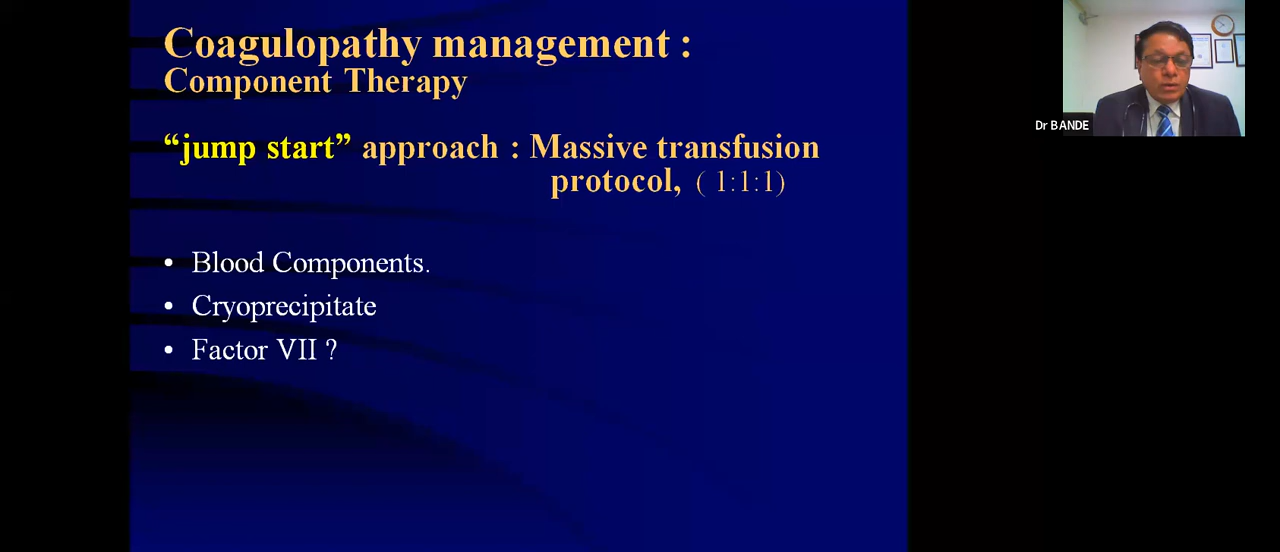 Coagulopathy management :
Component Therapy
“jump start” approach : Massive transfusion
protocol, ( 1:1:1)
• Blood Components.
• Cryoprecipitate
• Factor VII ?
Dr BANDE